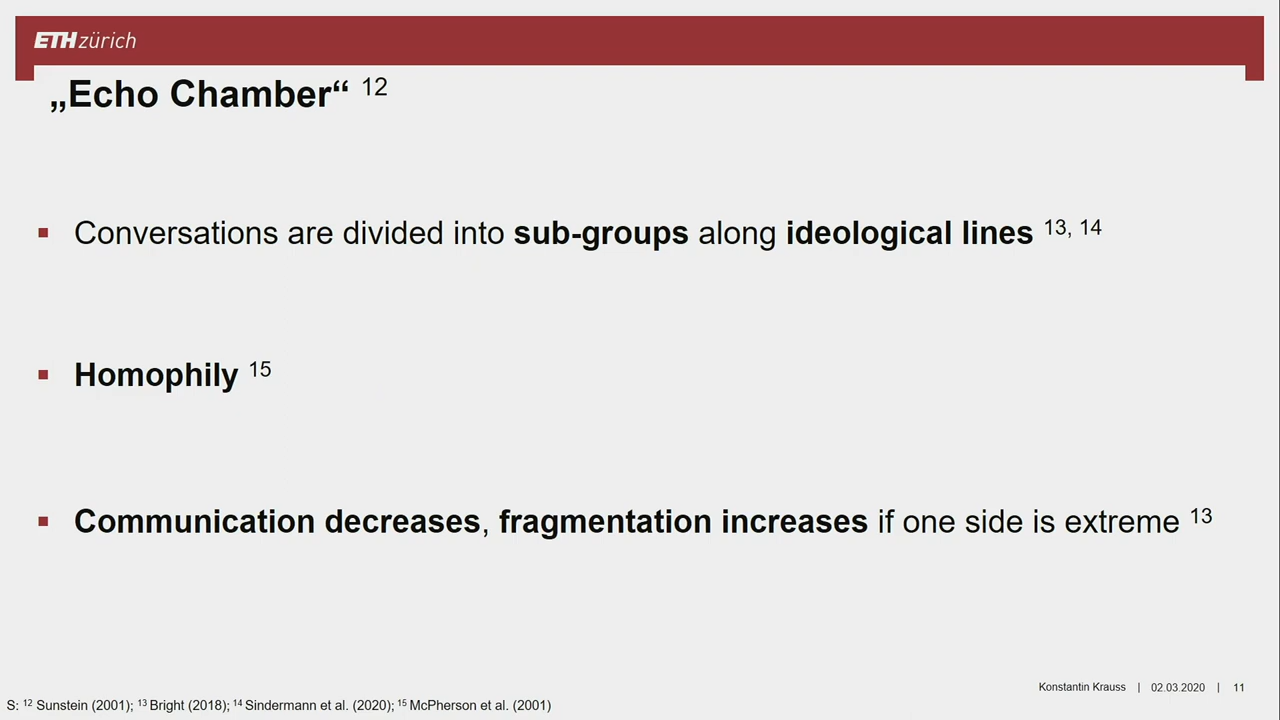 ETH zürich
„Echo Chamber“ 12
▪ Conversations are divided into sub-groups along ideological lines 13, 14
▪ Homophily 15
▪ Communication decreases, fragmentation increases if one side is extreme 13
Konstantin Krauss | 02.03.2020 | 11
S: 12 Sunstein (2001); 13 Bright (2018); 14 Sindermann et al. (2020); 15 McPherson et al. (2001)